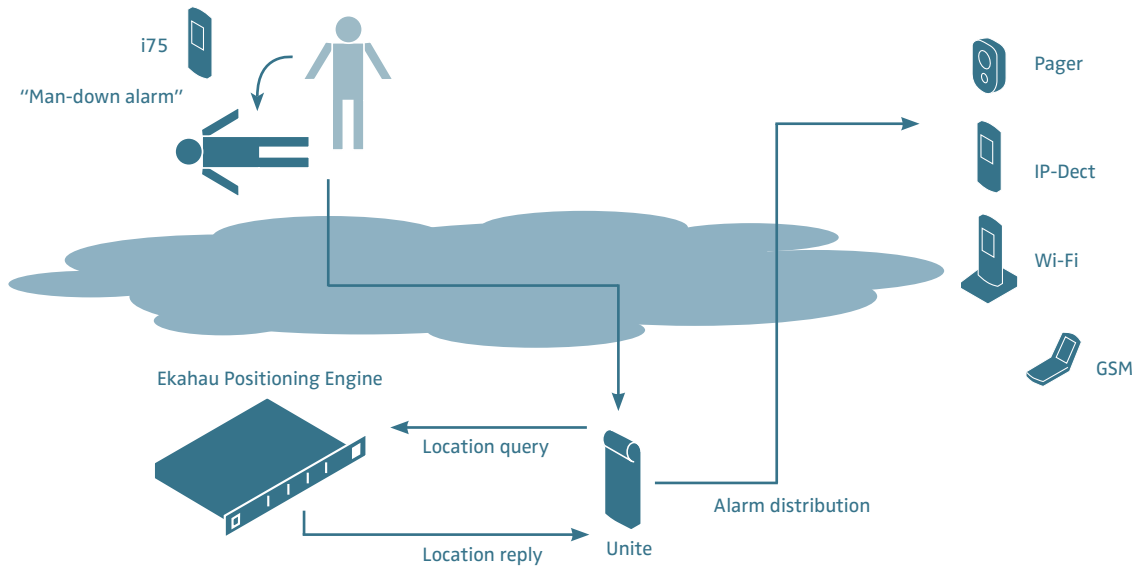 i75
“Man-down alarm”
Pager
IP-Dect
Wi-Fi
GSM
Ekahau Positioning Engine
Location query
Alarm distribution
Location reply
Unite